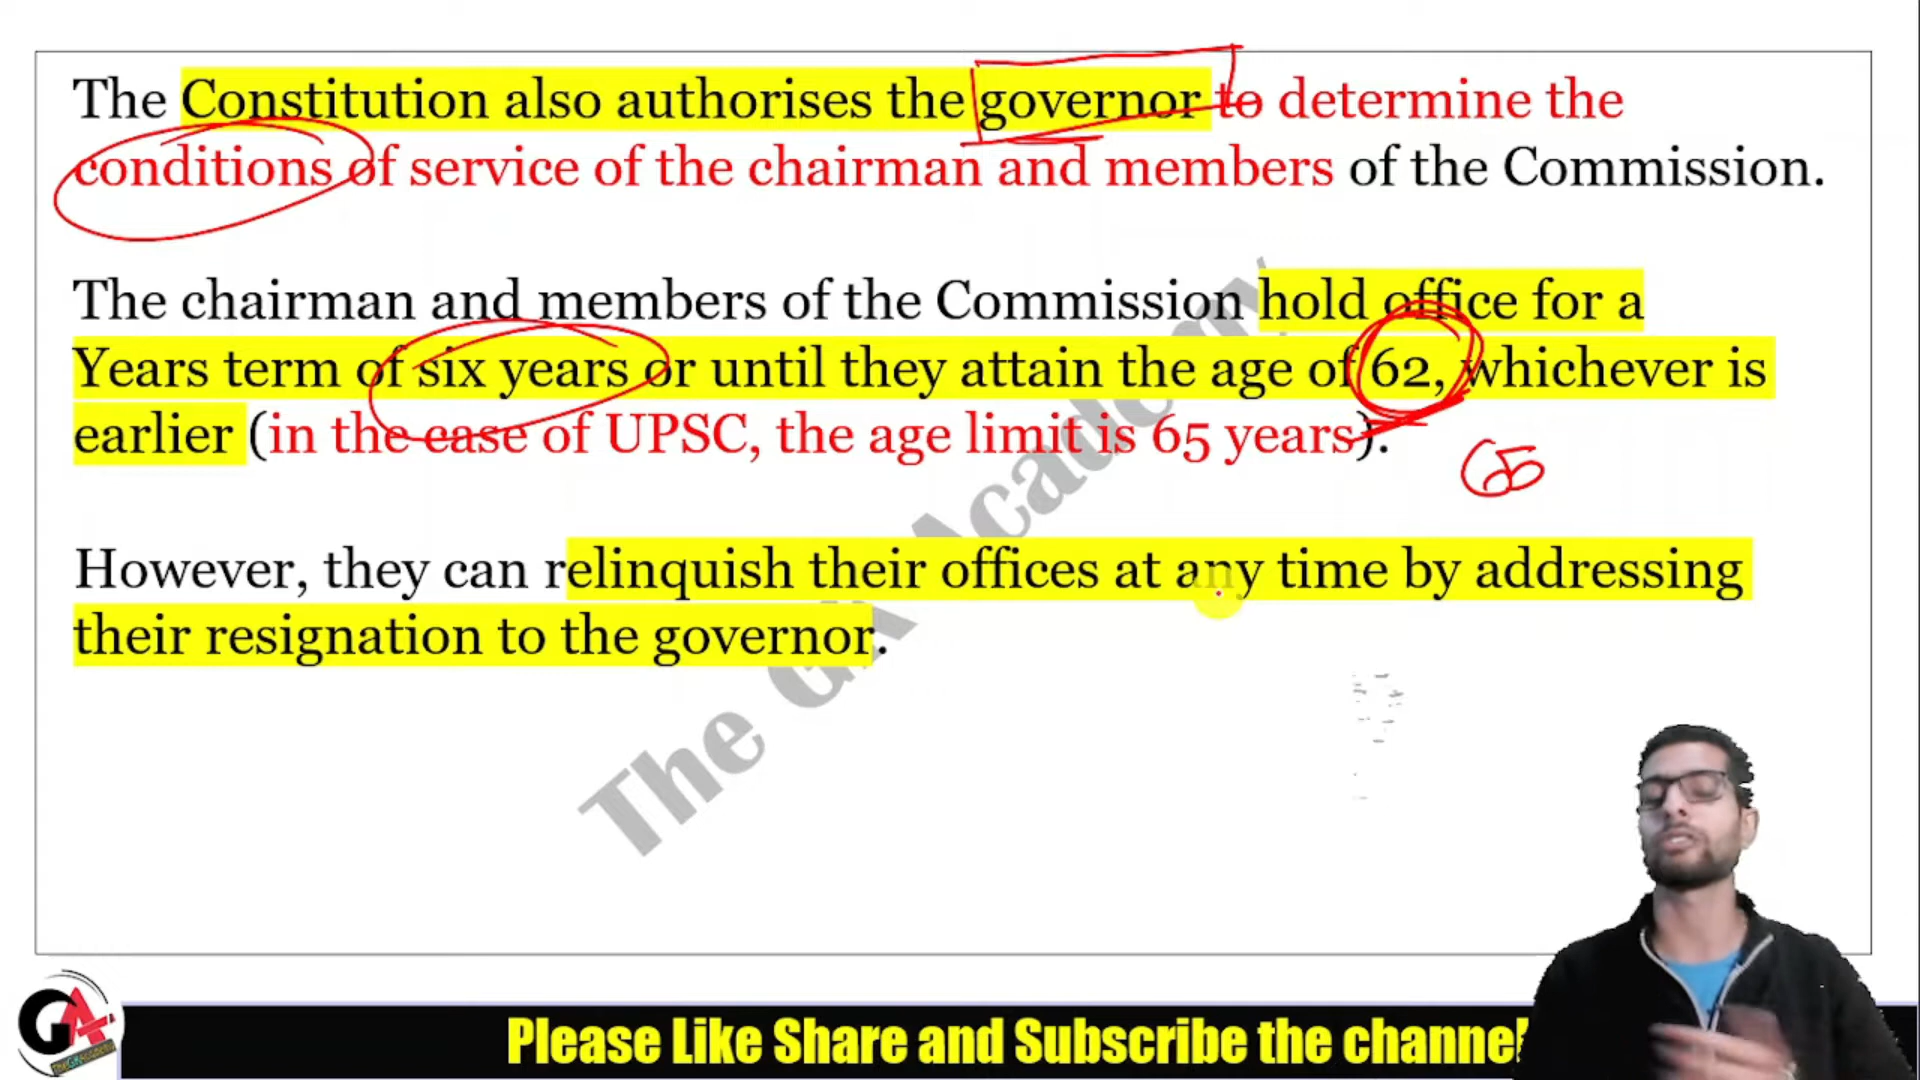 The Constitution also authorises the governor to determine the
conditions of service of the chairman and members of the Commission.
The chairman and members of the Commission hold office for a
Years term of six years or until they attain the age of 62, whichever is
earlier (in the case of UPSC, the age limit is 65 years).
65
However, they can relinquish their offices at any time by addressing
their resignation to the governor.
The GK Academy
GA
Please Like Share and Subscribe the channel